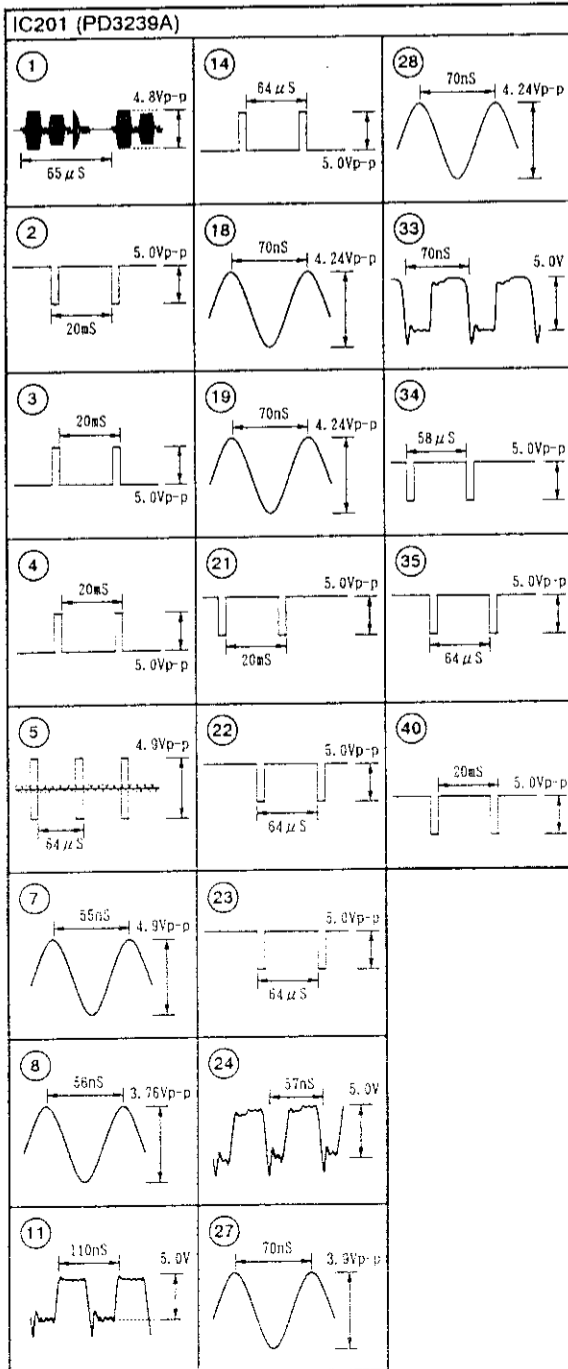 IC201 (PD3239A)
1
4.8Vp-p
65μS
2
5.0Vp-p
20mS
3
20mS
5.0Vp-p
4
20mS
5.0Vp-p
5
4.9Vp-p
64μS
7
55nS
4.9Vp-p
8
56nS
3.76Vp-p
11
110nS
5.0V
14
64μS
5.0Vp-p
18
70nS
4.24Vp-p
19
70nS
4.24Vp-p
21
5.0Vp-p
20mS
22
5.0Vp-p
64μS
23
5.0Vp-p
64μS
24
57nS
5.0V
27
70nS
3.9Vp-p
28
70nS
4.24Vp-p
33
70nS
5.0V
34
58μS
5.0Vp-p
35
5.0Vp-p
64μS
40
20mS
5.0Vp-p